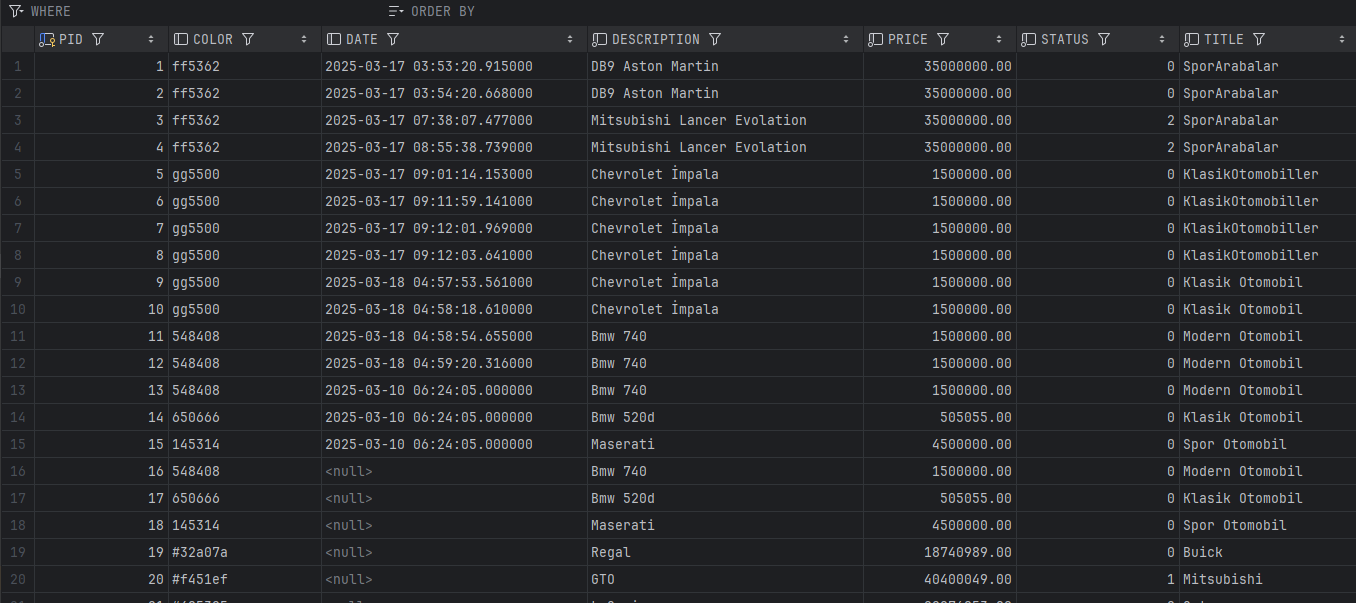 WHERE ORDER BY
PID COLOR DATE DESCRIPTION PRICE STATUS TITLE
1 1 ff5362 2025-03-17 03:53:20.915000 DB9 Aston Martin 35000000.00 0 SporArabalar
2 2 ff5362 2025-03-17 03:54:20.668000 DB9 Aston Martin 35000000.00 0 SporArabalar
3 3 ff5362 2025-03-17 07:38:07.477000 Mitsubishi Lancer Evolation 35000000.00 2 SporArabalar
4 4 ff5362 2025-03-17 08:55:38.739000 Mitsubishi Lancer Evolation 35000000.00 2 SporArabalar
5 5 gg5500 2025-03-17 09:01:14.153000 Chevrolet İmpala 1500000.00 0 KlasikOtomobiller
6 6 gg5500 2025-03-17 09:11:59.141000 Chevrolet İmpala 1500000.00 0 KlasikOtomobiller
7 7 gg5500 2025-03-17 09:12:01.969000 Chevrolet İmpala 1500000.00 0 KlasikOtomobiller
8 8 gg5500 2025-03-17 09:12:03.641000 Chevrolet İmpala 1500000.00 0 KlasikOtomobiller
9 9 gg5500 2025-03-18 04:57:53.561000 Chevrolet İmpala 1500000.00 0 Klasik Otomobil
10 10 gg5500 2025-03-18 04:58:18.610000 Chevrolet İmpala 1500000.00 0 Klasik Otomobil
11 11 548408 2025-03-18 04:58:54.655000 Bmw 740 1500000.00 0 Modern Otomobil
12 12 548408 2025-03-18 04:59:20.316000 Bmw 740 1500000.00 0 Modern Otomobil
13 13 548408 2025-03-10 06:24:05.000000 Bmw 740 1500000.00 0 Modern Otomobil
14 14 650666 2025-03-10 06:24:05.000000 Bmw 520d 505055.00 0 Klasik Otomobil
15 15 145314 2025-03-10 06:24:05.000000 Maserati 4500000.00 0 Spor Otomobil
16 16 548408 <null> Bmw 740 1500000.00 0 Modern Otomobil
17 17 650666 <null> Bmw 520d 505055.00 0 Klasik Otomobil
18 18 145314 <null> Maserati 4500000.00 0 Spor Otomobil
19 19 #32a07a <null> Regal 18740989.00 0 Buick
20 20 #f451ef <null> GTO 40400049.00 1 Mitsubishi